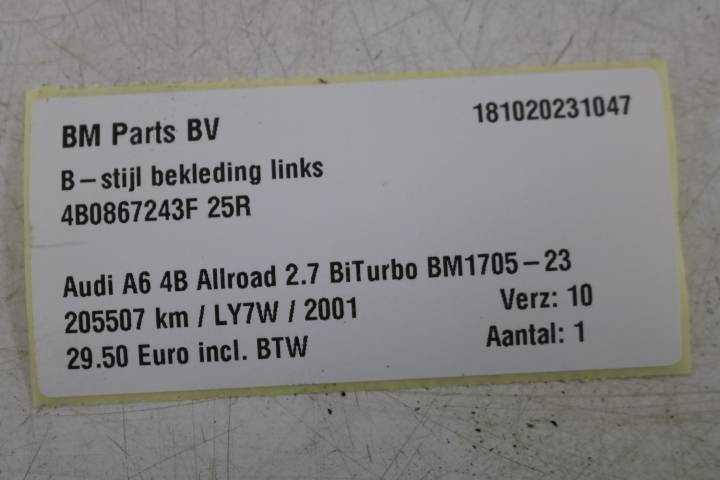 BM Parts BV
181020231047
B-stijl bekleding links
4B0867243F 25R
Audi A6 4B Allroad 2.7 BiTurbo BM1705-23
205507 km / LY7W / 2001
Verz: 10
29.50 Euro incl. BTW
Aantal: 1